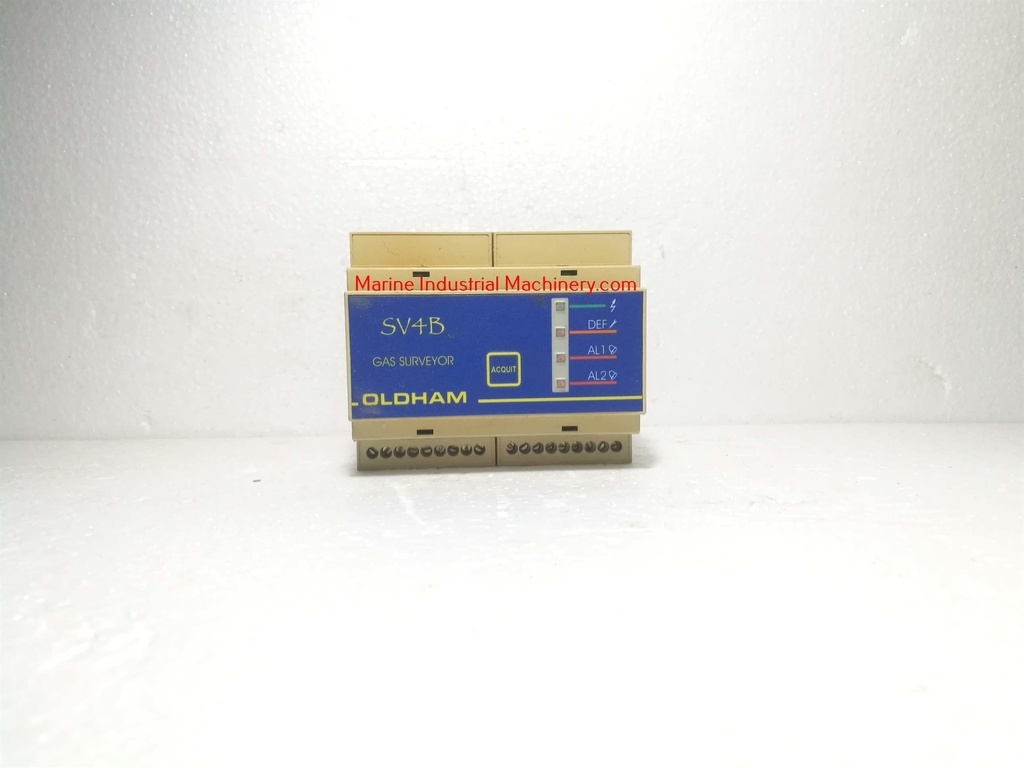 Marine Industrial Machinery.com
SV4B
DEF
GAS SURVEYOR
ACQUIT
AL1
AL2
OLDHAM